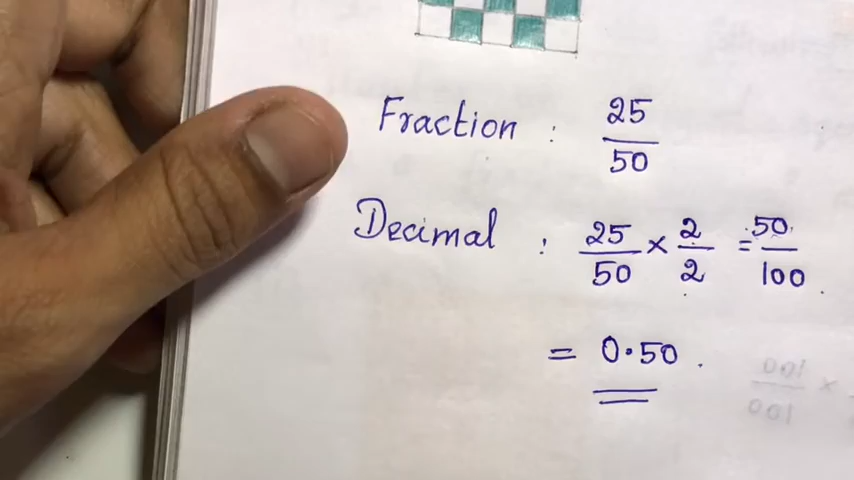 Fraction : 25/50
Decimal : 25/50 × 2/2 = 50/100 .
= 0.50 .